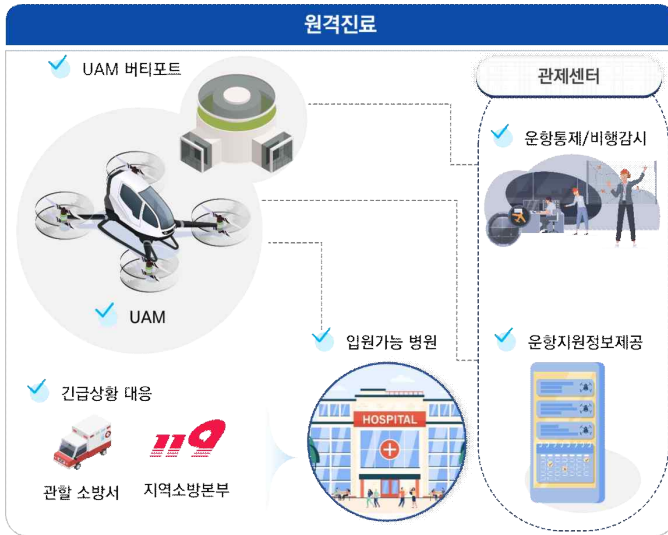 원격진료
UAM 버티포트
관제센터
운항통제/비행감시
UAM
입원가능 병원
운항지원정보제공
긴급상황 대응
HOSPITAL
119
관할 소방서
지역소방본부